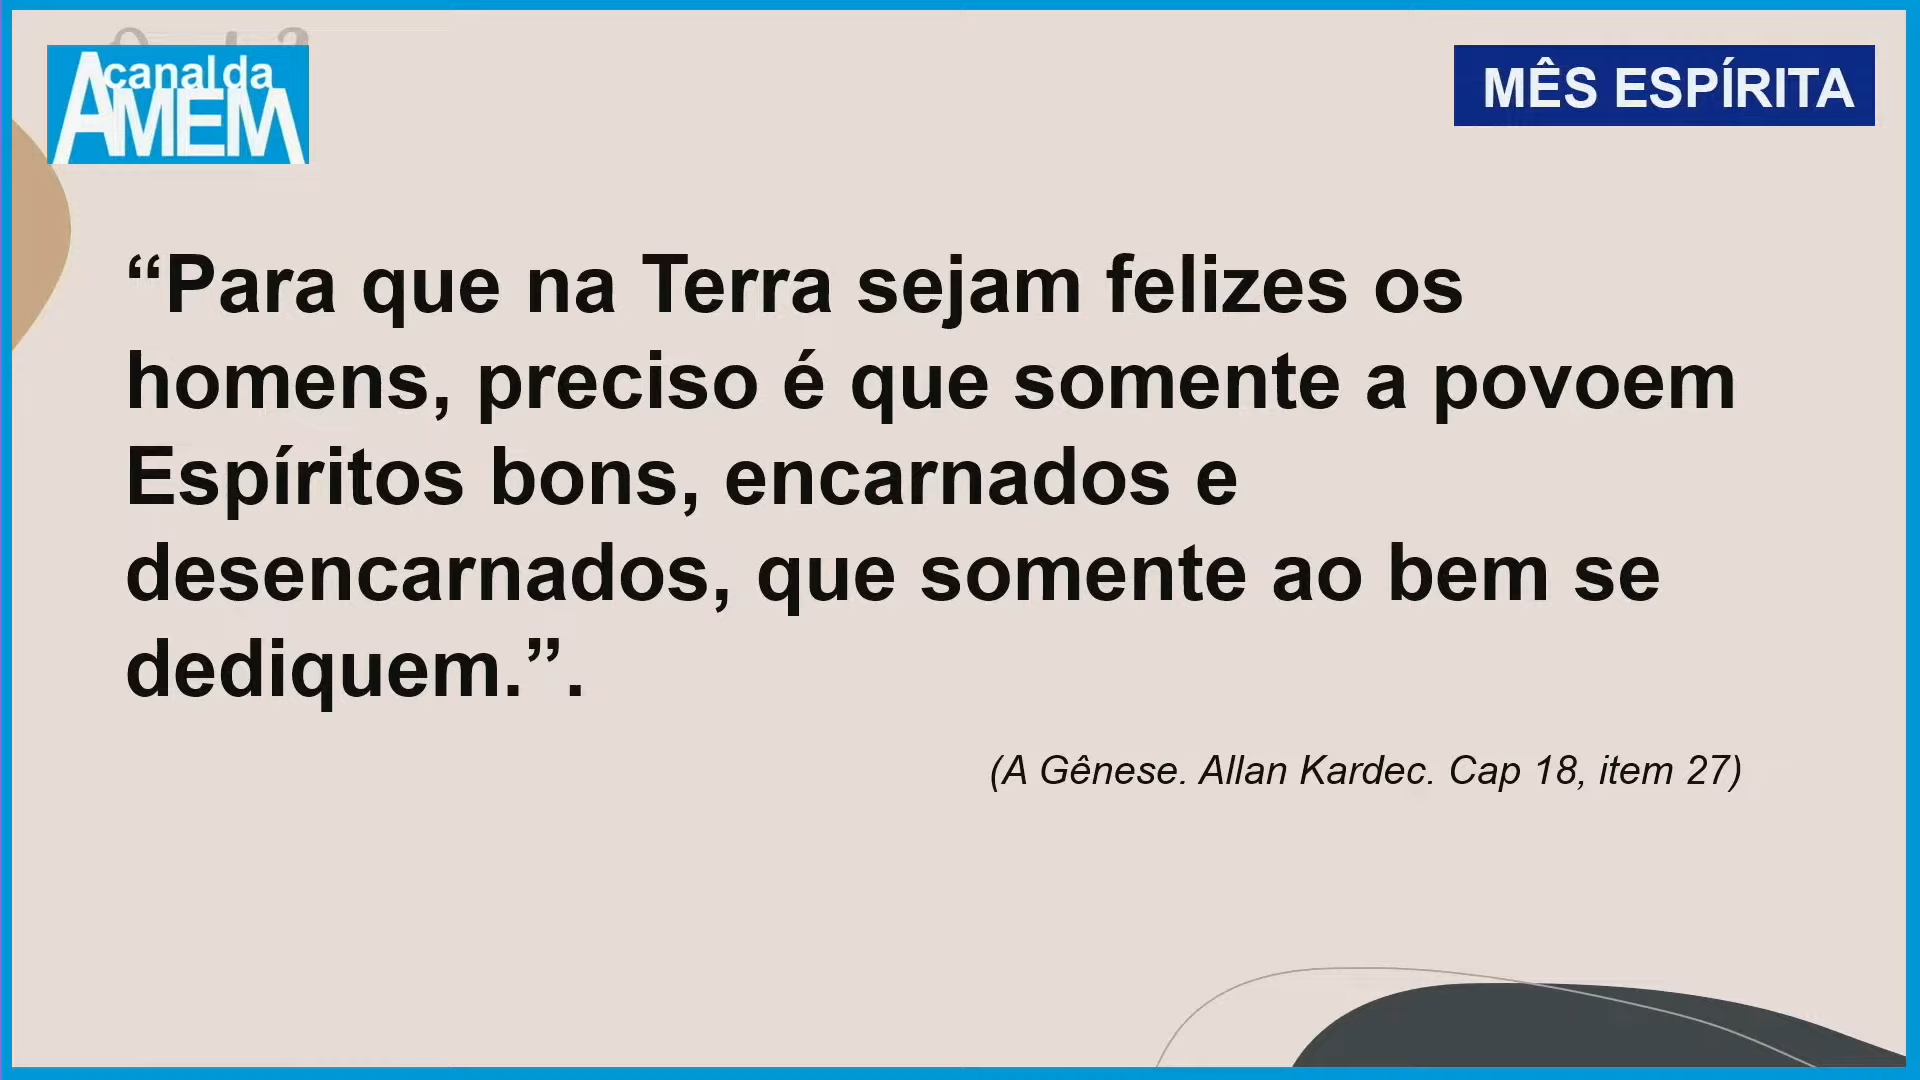 canal da
AMEM
MÊS ESPÍRITA
“Para que na Terra sejam felizes os
homens, preciso é que somente a povoem
Espíritos bons, encarnados e
desencarnados, que somente ao bem se
dediquem.”.
(A Gênese. Allan Kardec. Cap 18, item 27)